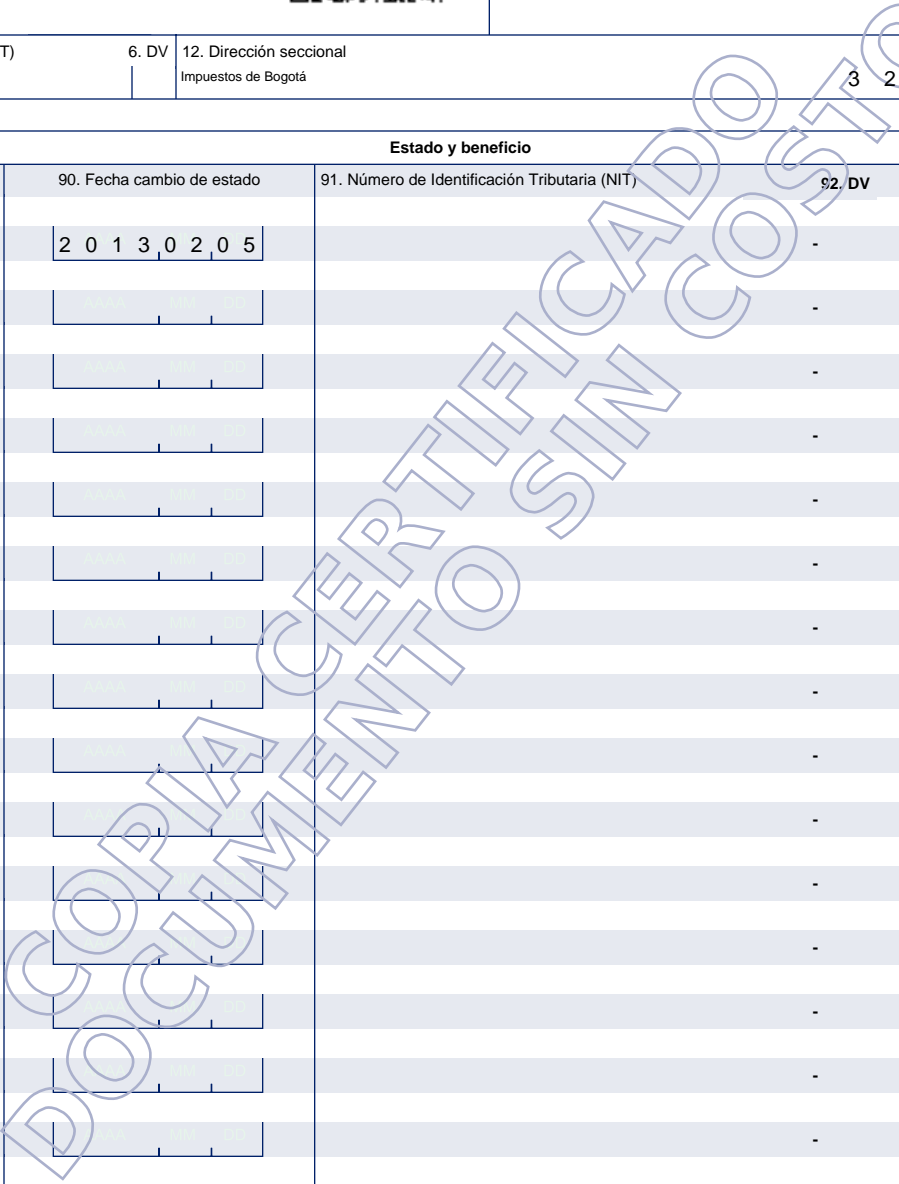 T) 6. DV 12. Dirección seccional
Impuestos de Bogotá 3 2
Estado y beneficio
90. Fecha cambio de estado 91. Número de Identificación Tributaria (NIT) 92. DV
2 0 1 3 0 2 0 5 -
AAAA MM DD -
AAAA MM DD -
AAAA MM DD -
AAAA MM DD -
AAAA MM DD -
AAAA MM DD -
AAAA MM DD -
AAAA MM DD -
AAAA MM DD -
AAAA MM DD -
AAAA MM DD -
AAAA MM DD -
AAAA MM DD -
AAAA MM DD -
COPIA CERTIFICADO
DOCUMENTO SIN COSTO